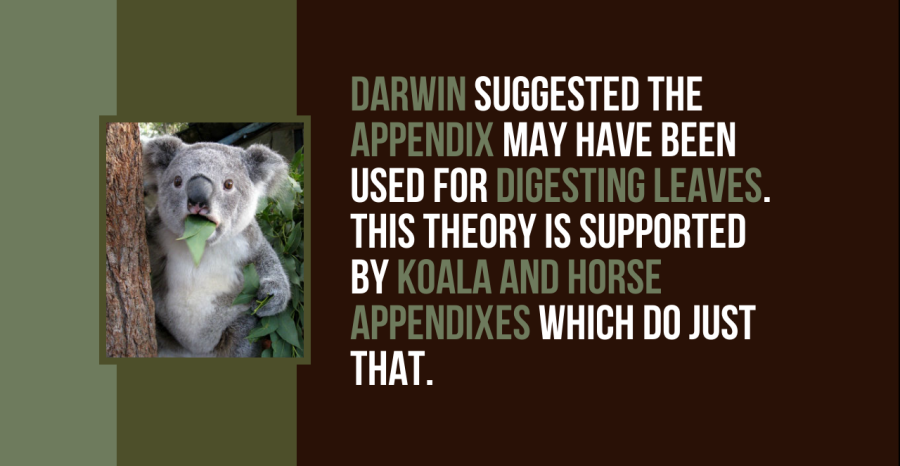 DARWIN SUGGESTED THE
APPENDIX MAY HAVE BEEN
USED FOR DIGESTING LEAVES.
THIS THEORY IS SUPPORTED
BY KOALA AND HORSE
APPENDIXES WHICH DO JUST
THAT.